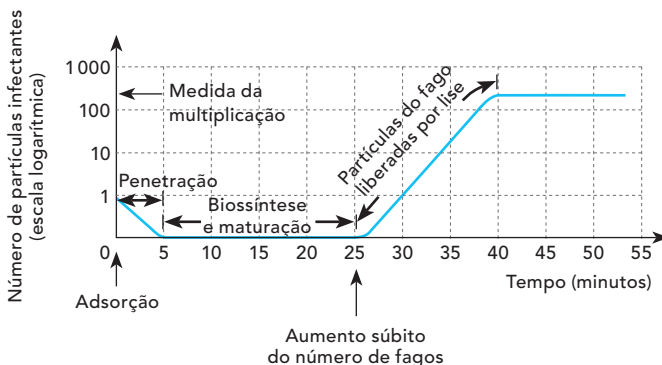 Número de partículas infectantes
(escala logarítmica)
1 000
100
10
1
0
Medida da
multiplicação
Penetração
Biossíntese
e maturação
Partículas do fago
liberadas por lise
5
10
15
20
25
30
35
40
45
50
55
Tempo (minutos)
Adsorção
Aumento súbito
do número de fagos